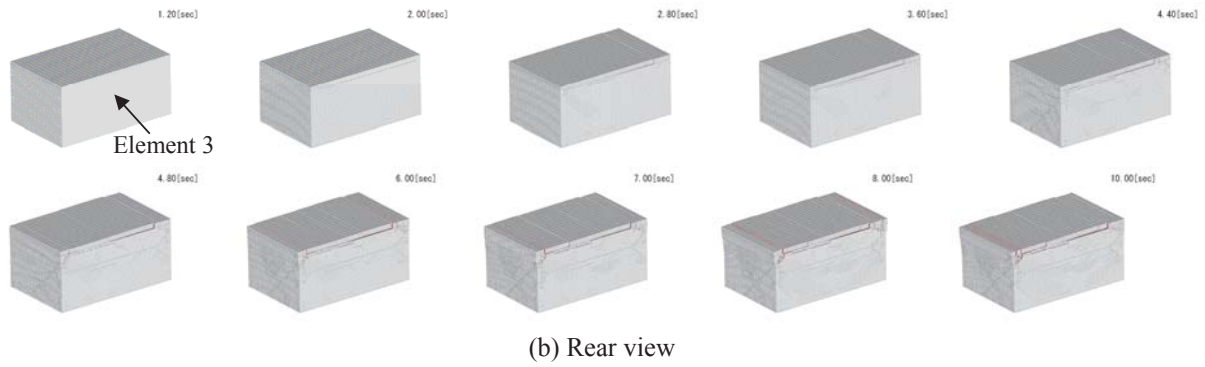 1.20[sec]
2.00[sec]
2.80[sec]
3.60[sec]
4.40[sec]
Element 3
4.80[sec]
6.00[sec]
7.00[sec]
8.00[sec]
10.00[sec]
(b) Rear view